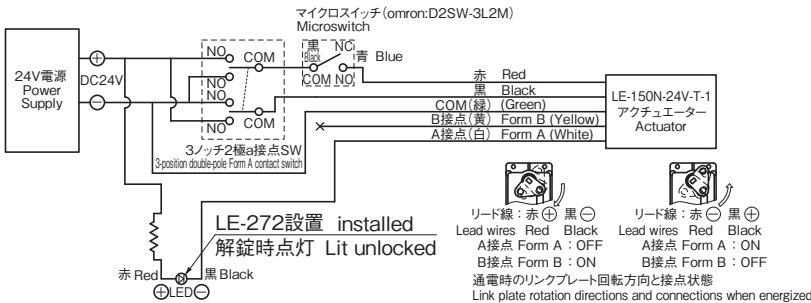 マイクロスイッチ(omron:D2SW-3L2M)
Microswitch
24V電源
Power
Supply
⊕
DC24V
⊖
NO
COM
NO
NO
NO
COM
黒
Black
NC
COM
NO
青 Blue
赤 Red
黒 Black
COM(緑) (Green)
B接点(黄) Form B (Yellow)
A接点(白) Form A (White)
LE-150N-24V-T-1
アクチュエーター
Actuator
3ノッチ2極a接点SW
3-position double-pole Form A contact switch
LE-272設置 installed
解錠時点灯 Lit unlocked
赤 Red
黒 Black
⊕LED⊖
リード線:赤⊕ 黒⊖
Lead wires Red Black
A接点 Form A:OFF
B接点 Form B:ON
リード線:赤⊖ 黒⊕
Lead wires Red Black
A接点 Form A:ON
B接点 Form B:OFF
通電時のリンクプレート回転方向と接点状態
Link plate rotation directions and connections when energized